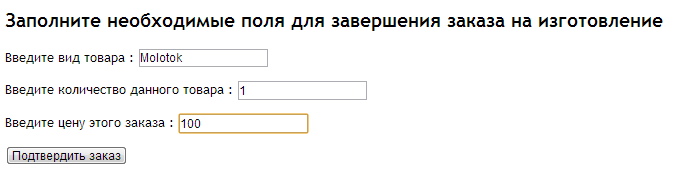 Заполните необходимые поля для завершения заказа на изготовление
Введите вид товара : Molotok
Введите количество данного товара : 1
Введите цену этого заказа : 100
Подтвердить заказ